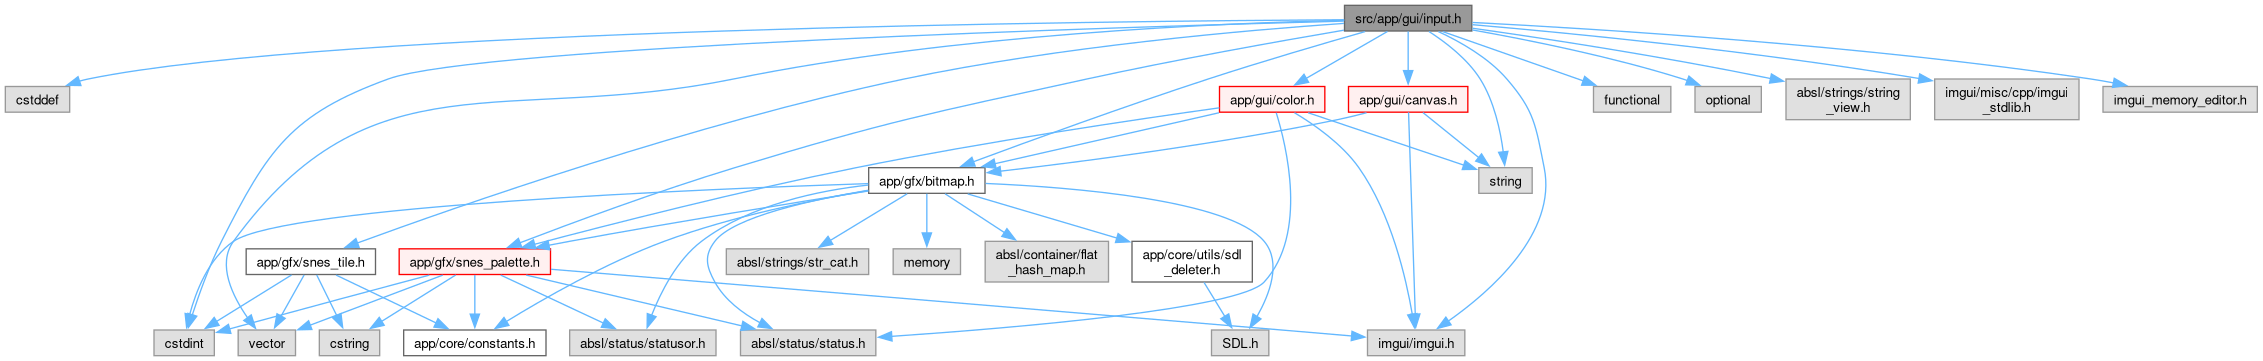 src/app/gui/input.h
cstddef
app/gui/color.h
app/gui/canvas.h
functional
optional
absl/strings/string
_view.h
imgui/misc/cpp/imgui
_stdlib.h
imgui_memory_editor.h
app/gfx/bitmap.h
string
app/gfx/snes_tile.h
app/gfx/snes_palette.h
absl/strings/str_cat.h
memory
absl/container/flat
_hash_map.h
app/core/utils/sdl
_deleter.h
cstdint
vector
cstring
app/core/constants.h
absl/status/statusor.h
absl/status/status.h
SDL.h
imgui/imgui.h